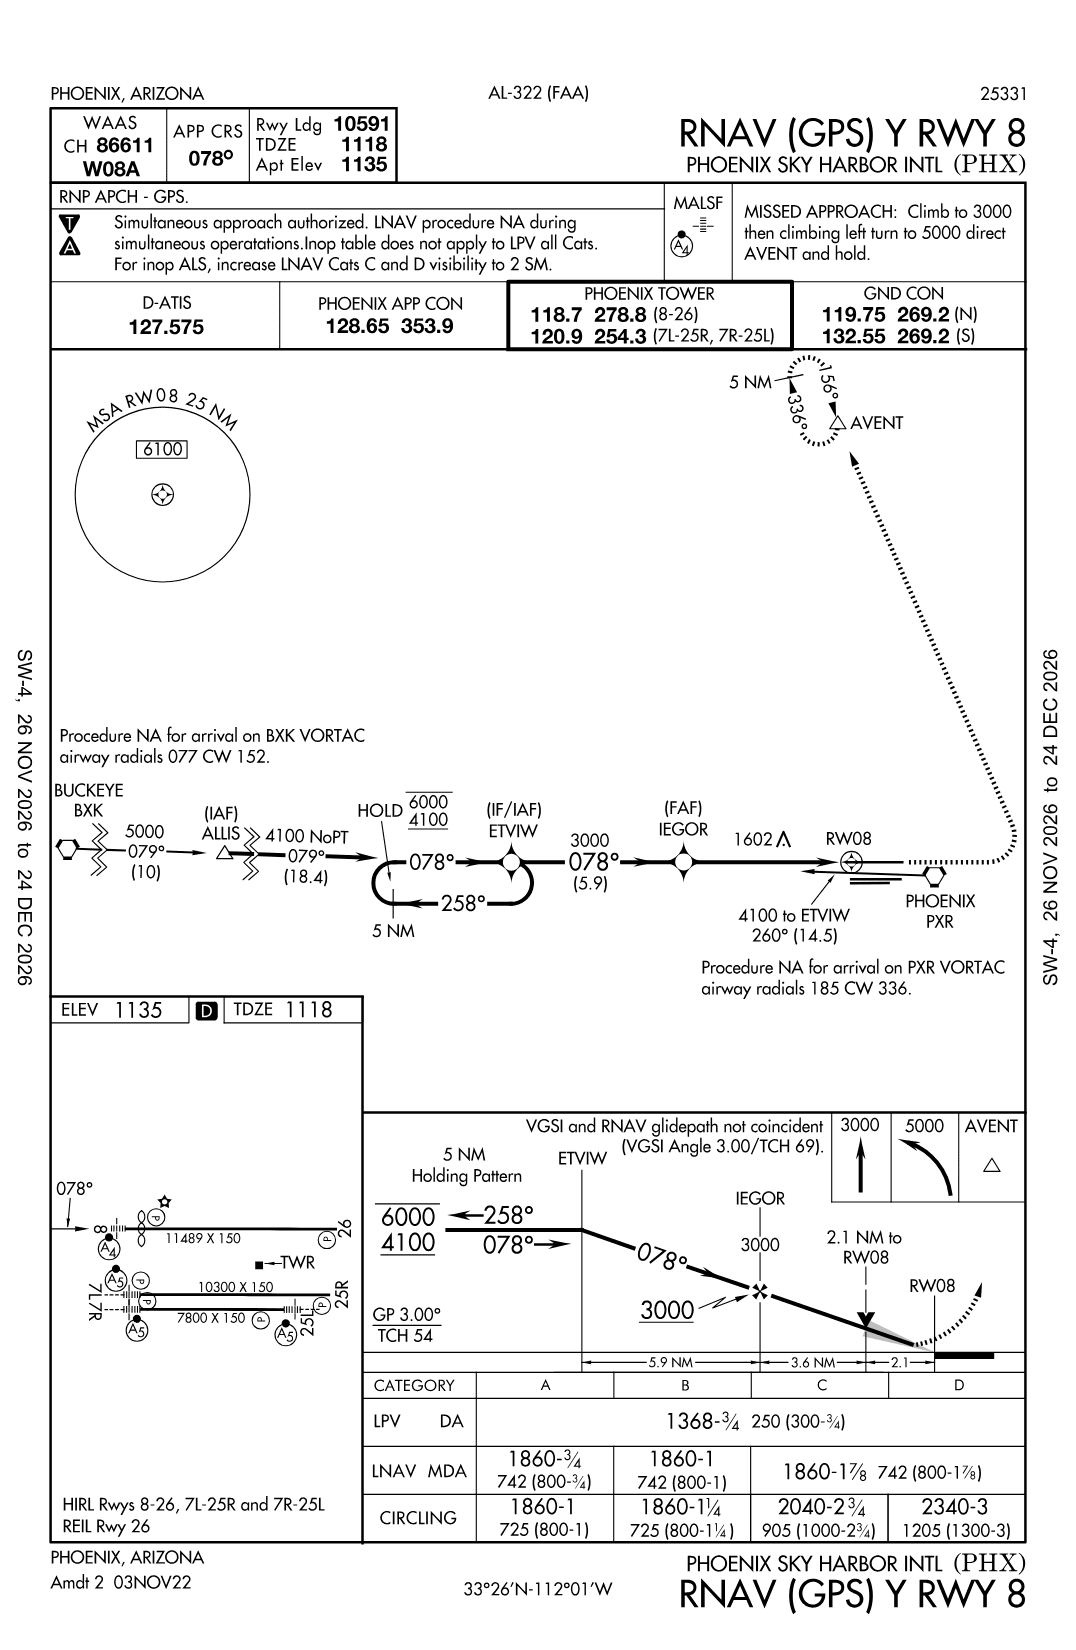 PHOENIX, ARIZONA
AL-322 (FAA)
25331
WAAS
CH 86611
W08A
APP CRS
078°
Rwy Ldg 10591
TDZE 1118
Apt Elev 1135
RNAV (GPS) Y RWY 8
PHOENIX SKY HARBOR INTL (PHX)
RNP APCH - GPS.
T
A
Simultaneous approach authorized. LNAV procedure NA during
simultaneous operatations.Inop table does not apply to LPV all Cats.
For inop ALS, increase LNAV Cats C and D visibility to 2 SM.
MALSF
A4
MISSED APPROACH: Climb to 3000
then climbing left turn to 5000 direct
AVENT and hold.
D-ATIS
127.575
PHOENIX APP CON
128.65 353.9
PHOENIX TOWER
118.7 278.8 (8-26)
120.9 254.3 (7L-25R, 7R-25L)
GND CON
119.75 269.2 (N)
132.55 269.2 (S)
MSA RW08 25 NM
6100
5 NM
156°
336°
AVENT
SW-4, 26 NOV 2026 to 24 DEC 2026
SW-4, 26 NOV 2026 to 24 DEC 2026
Procedure NA for arrival on BXK VORTAC
airway radials 077 CW 152.
BUCKEYE
BXK
5000
079°
(10)
(IAF)
ALLIS
4100 NoPT
079°
(18.4)
HOLD
6000
4100
078°
258°
5 NM
(IF/IAF)
ETVIW
3000
078°
(5.9)
(FAF)
IEGOR
1602
RW08
4100 to ETVIW
260° (14.5)
PHOENIX
PXR
Procedure NA for arrival on PXR VORTAC
airway radials 185 CW 336.
ELEV 1135
D
TDZE 1118
078°
8
A4
P
11489 X 150
P
26
TWR
A5
P
7L
10300 X 150
25R
P
7R
P
7800 X 150
P
25L
A5
A5
HIRL Rwys 8-26, 7L-25R and 7R-25L
REIL Rwy 26
VGSI and RNAV glidepath not coincident
(VGSI Angle 3.00/TCH 69).
3000
5000
AVENT
5 NM
Holding Pattern
ETVIW
6000
4100
258°
078°
078°
IEGOR
3000
3000
2.1 NM to
RW08
RW08
GP 3.00°
TCH 54
5.9 NM
3.6 NM
2.1
CATEGORY A B C D
LPV DA 1368-¾ 250 (300-¾)
LNAV MDA
1860-¾
742 (800-¾)
1860-1
742 (800-1)
1860-1⅞ 742 (800-1⅞)
CIRCLING
1860-1
725 (800-1)
1860-1¼
725 (800-1¼)
2040-2¾
905 (1000-2¾)
2340-3
1205 (1300-3)
PHOENIX, ARIZONA
Amdt 2 03NOV22
33°26'N-112°01'W
PHOENIX SKY HARBOR INTL (PHX)
RNAV (GPS) Y RWY 8